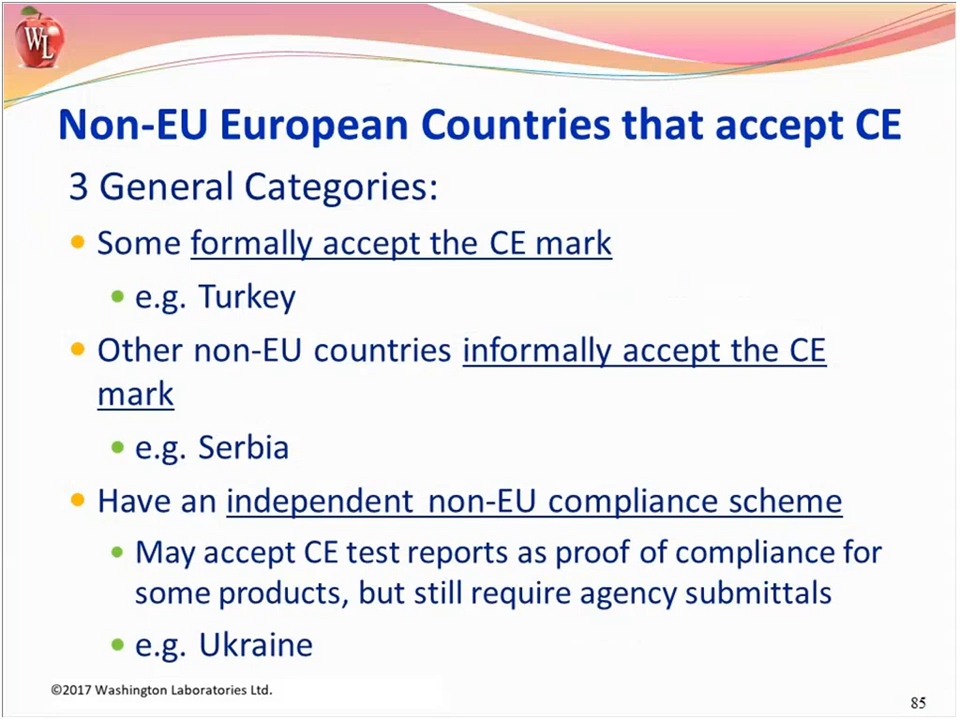 WL
Non-EU European Countries that accept CE
3 General Categories:
Some formally accept the CE mark
e.g. Turkey
Other non-EU countries informally accept the CE
mark
e.g. Serbia
Have an independent non-EU compliance scheme
May accept CE test reports as proof of compliance for
some products, but still require agency submittals
e.g. Ukraine
©2017 Washington Laboratories Ltd.
85